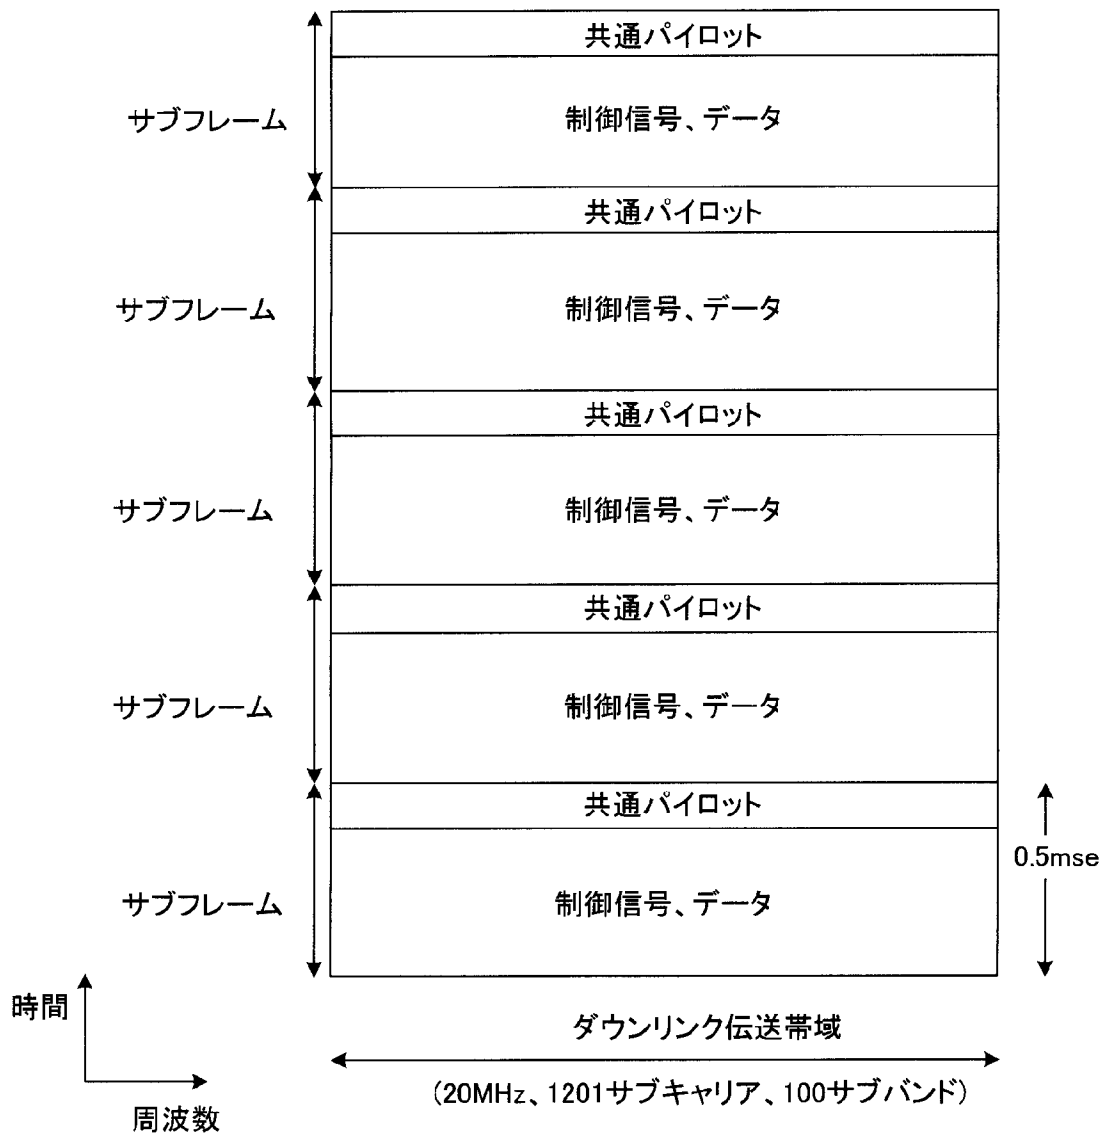 共通パイロット
サブフレーム
制御信号、データ
共通パイロット
サブフレーム
制御信号、データ
共通パイロット
サブフレーム
制御信号、データ
共通パイロット
サブフレーム
制御信号、データ
共通パイロット
0.5mse
サブフレーム
制御信号、データ
時間
ダウンリンク伝送帯域
(20MHz、1201サブキャリア、100サブバンド)
周波数